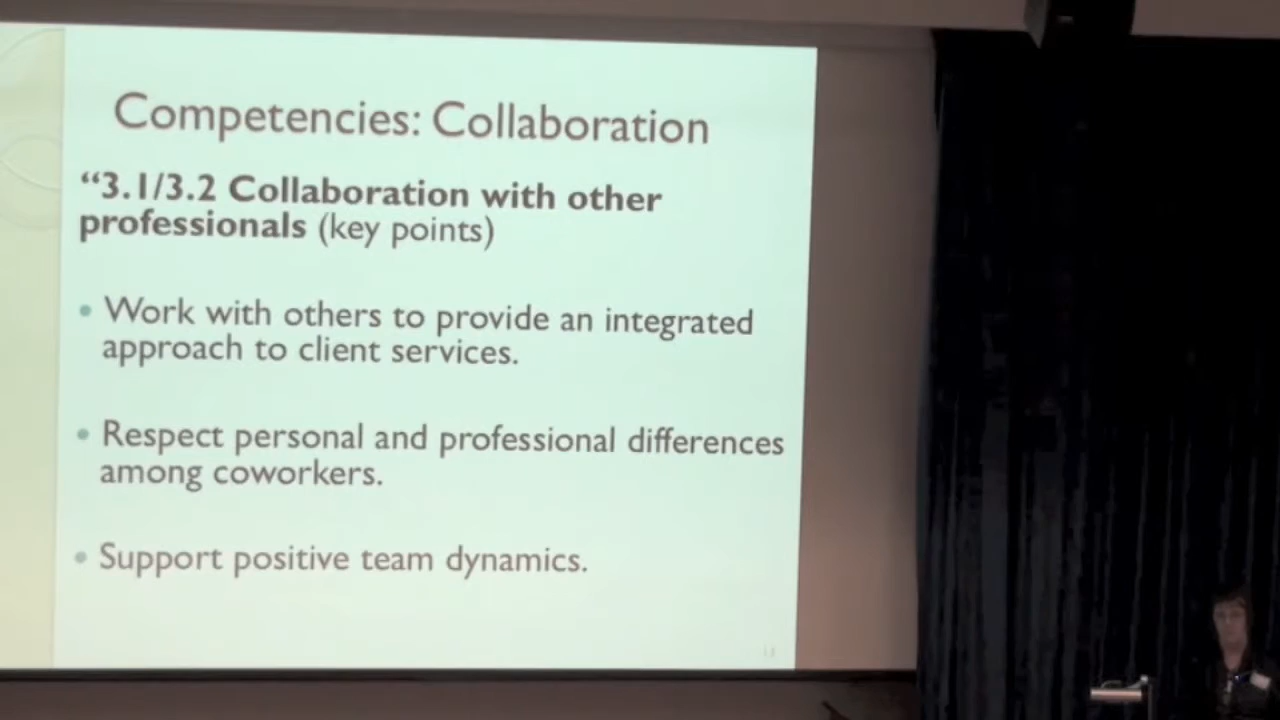 Competencies: Collaboration
“3.1/3.2 Collaboration with other
professionals (key points)
• Work with others to provide an integrated
approach to client services.
• Respect personal and professional differences
among coworkers.
• Support positive team dynamics.